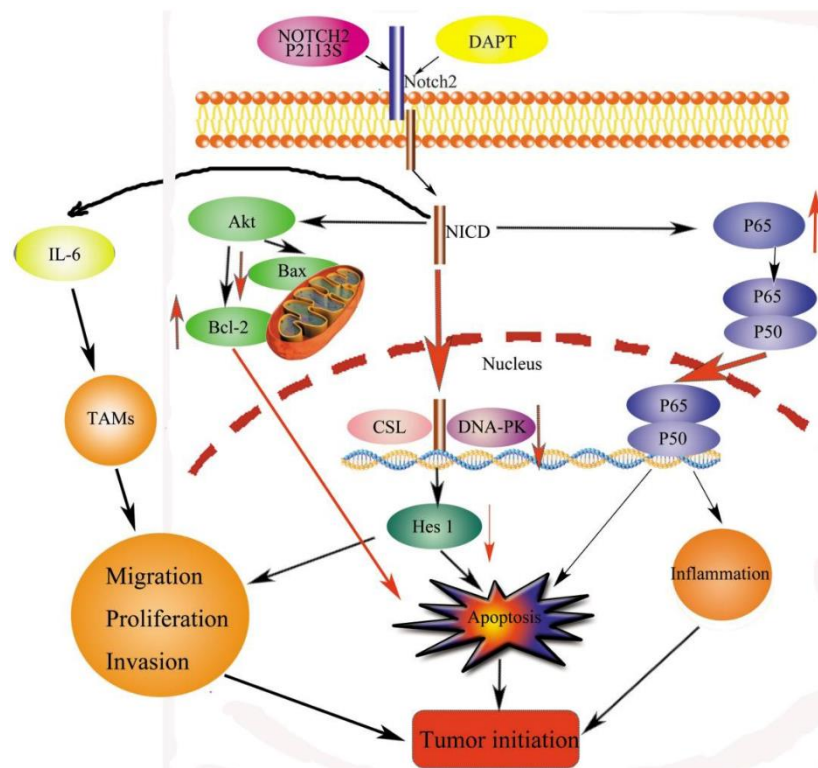 NOTCH2
P2113S
DAPT
Notch2
NICD
Akt
Bax
Bcl-2
IL-6
TAMs
P65
P65
P50
Nucleus
P65
P50
CSL
DNA-PK
Hes 1
Migration
Proliferation
Invasion
Apoptosis
Inflammation
Tumor initiation